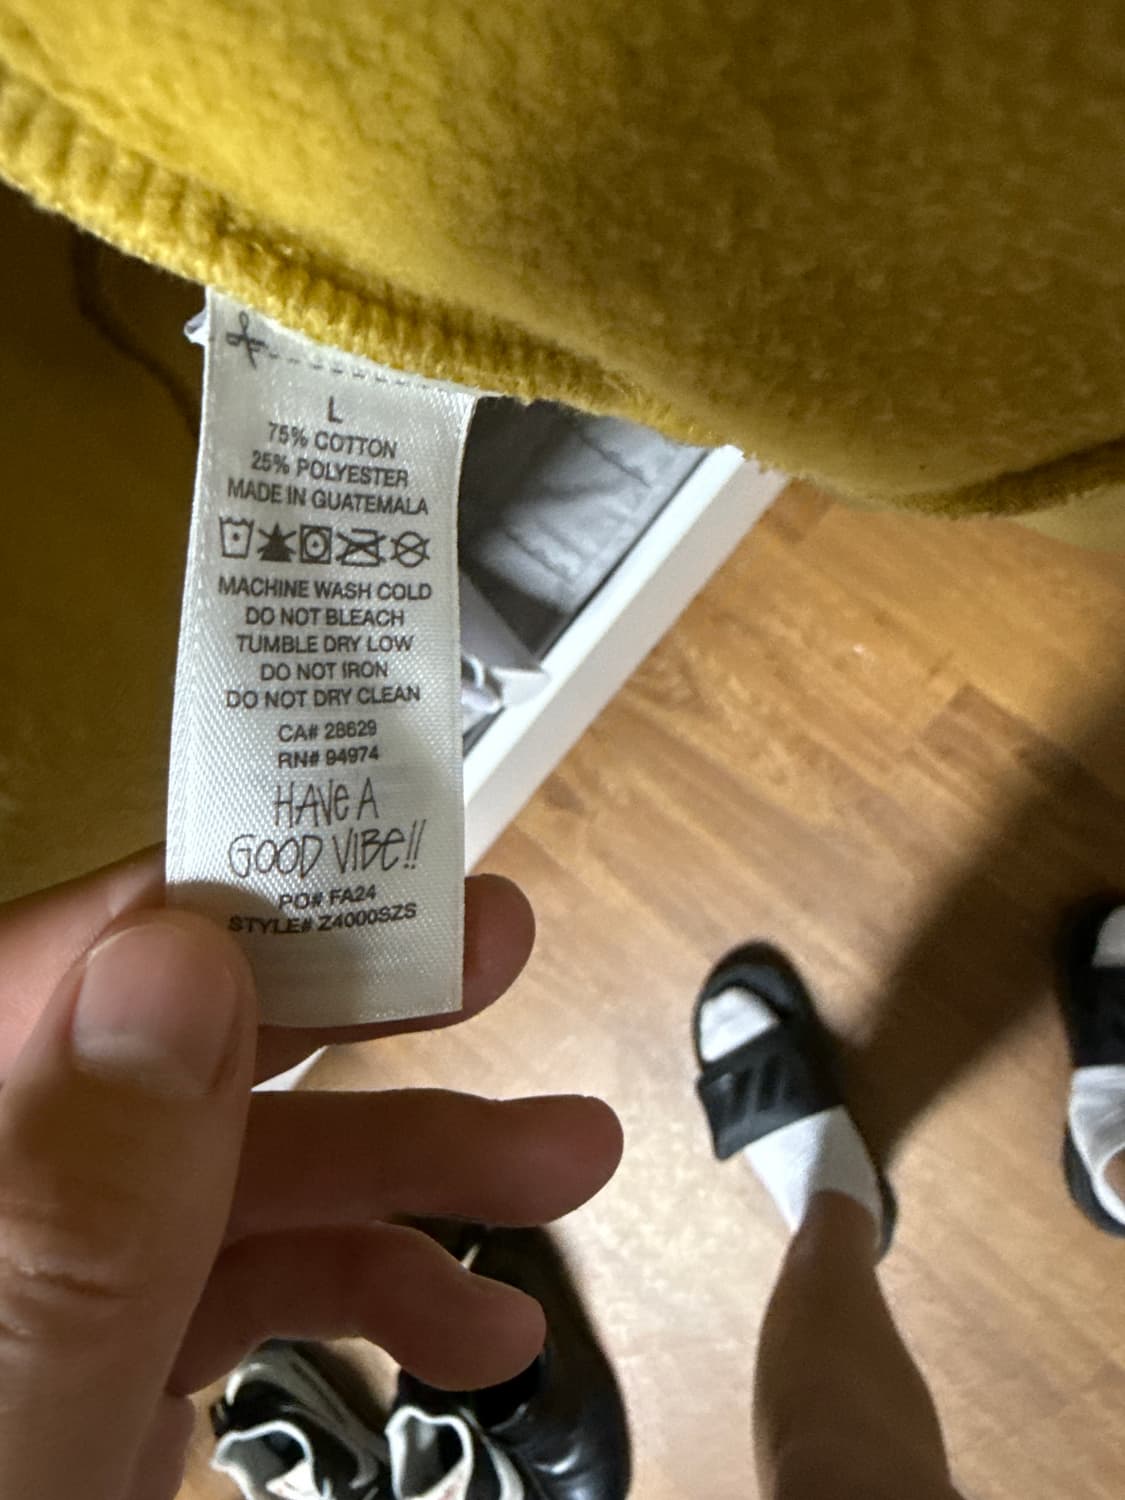 L
75% COTTON
25% POLYESTER
MADE IN GUATEMALA
MACHINE WASH COLD
DO NOT BLEACH
TUMBLE DRY LOW
DO NOT IRON
DO NOT DRY CLEAN
CA# 28629
RN# 94974
HAVe A
GOOD VIBe!!
PO# FA24
STYLE# Z4000SZS